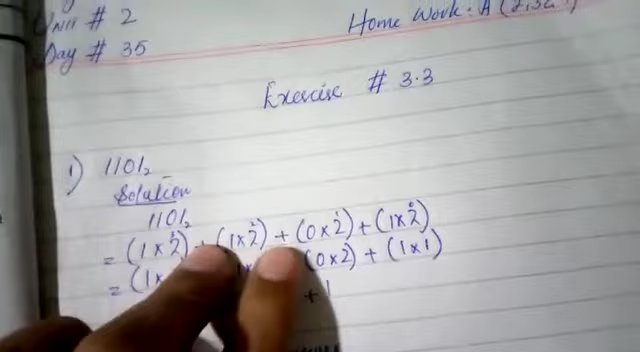 Unit # 2
Home Work: A
Day # 35
Exercise # 3.3
1) 1101₂
Solution
1101₂
= (1 x 2³) + (1 x 2²) + (0 x 2¹) + (1 x 2⁰)
= (1x (0 x 2) + (1 x 1)
+ 1